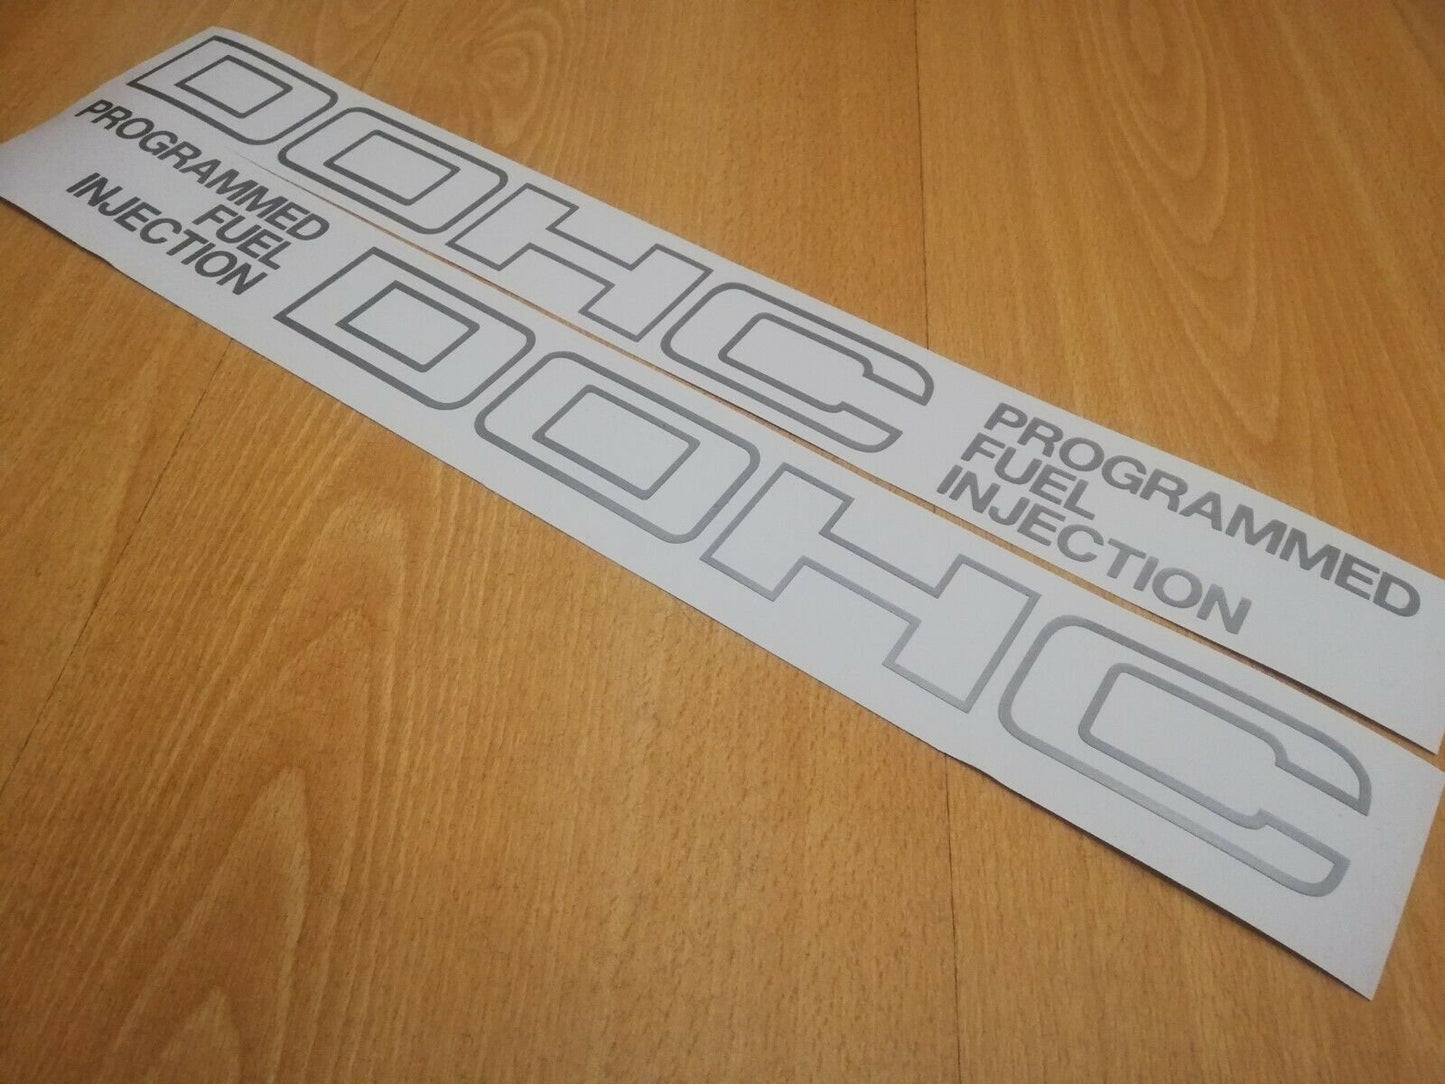 DOHC
PROGRAMMED
FUEL
INJECTION
PROGRAMMED
FUEL
INJECTION
DOHC